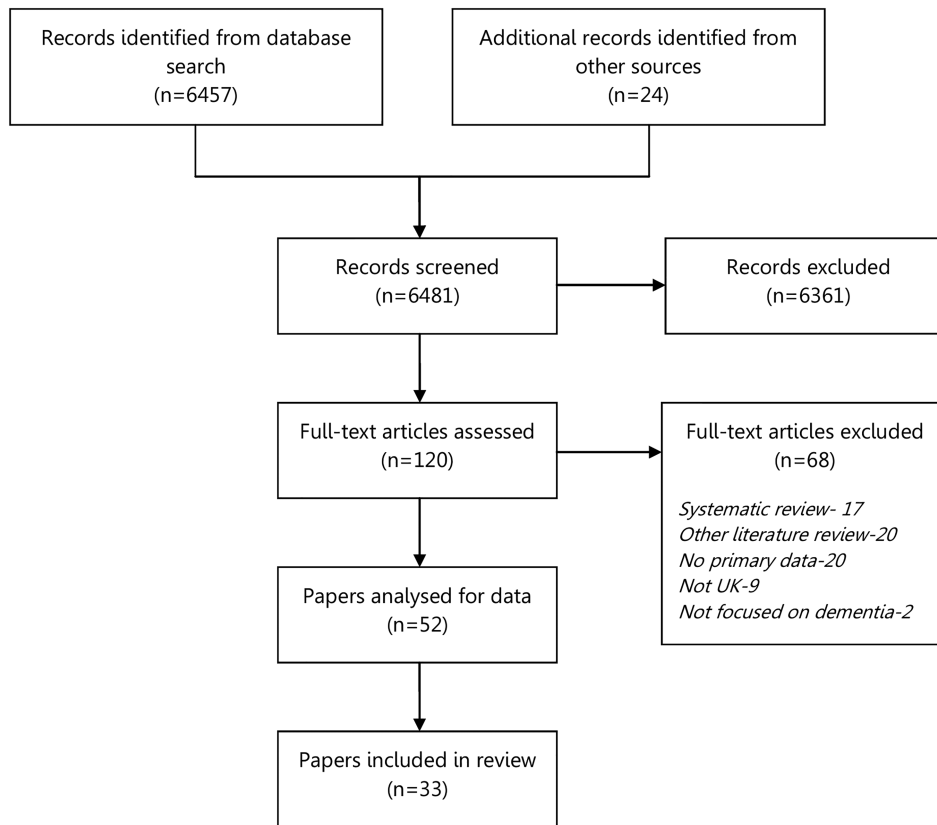 Records identified from database
search
(n=6457)
Additional records identified from
other sources
(n=24)
Records screened
(n=6481)
Records excluded
(n=6361)
Full-text articles assessed
(n=120)
Full-text articles excluded
(n=68)
Systematic review- 17
Other literature review-20
No primary data-20
Not UK-9
Not focused on dementia-2
Papers analysed for data
(n=52)
Papers included in review
(n=33)